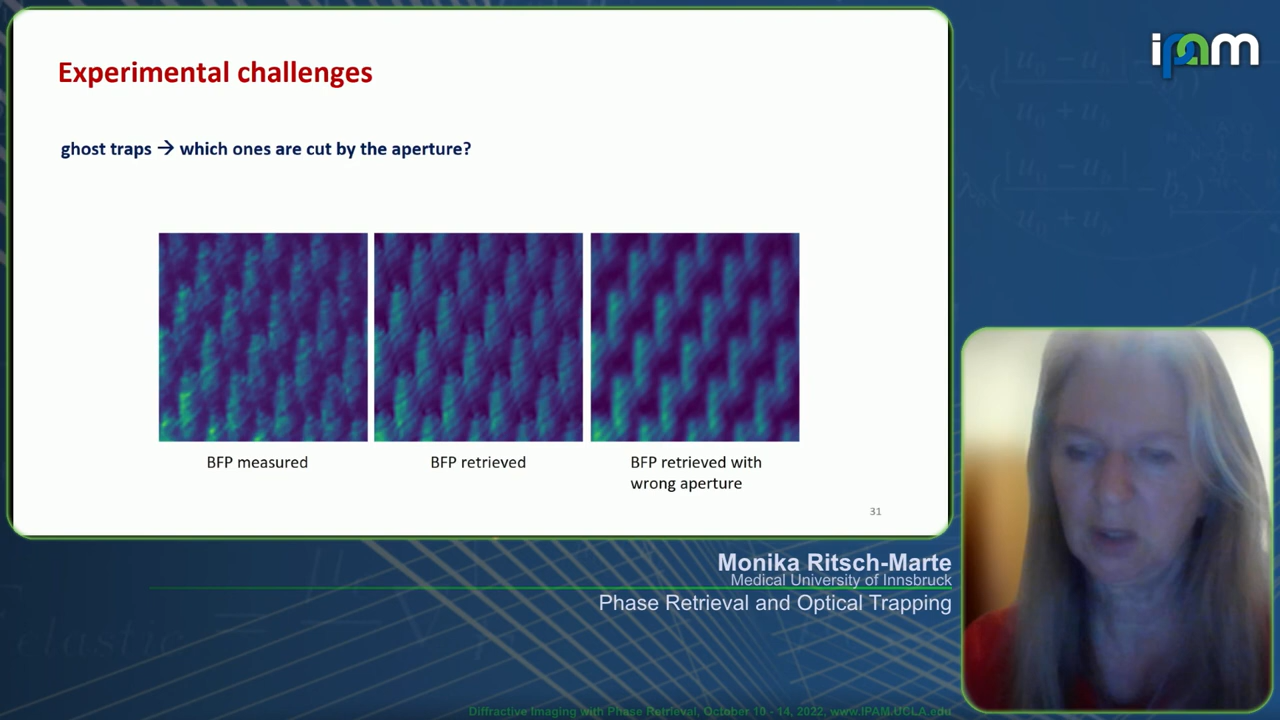 Experimental challenges
ipam
ghost traps → which ones are cut by the aperture?
BFP measured
BFP retrieved
BFP retrieved with
wrong aperture
31
Monika Ritsch-Marte
Medical University of Innsbruck
Phase Retrieval and Optical Trapping
Diffractive Imaging with Phase Retrieval, October 10 - 14, 2022, www.IPAM.UCLA.edu
elastic